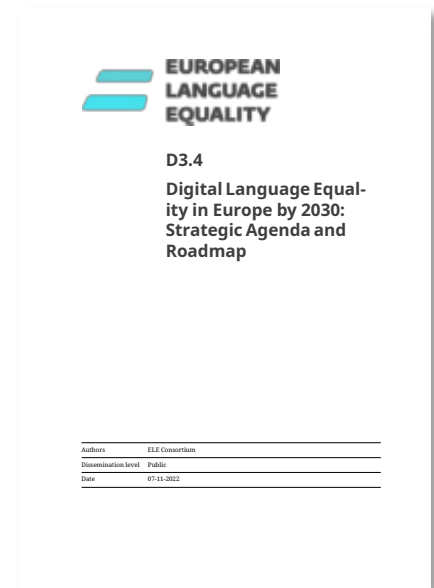 EUROPEAN
LANGUAGE
EQUALITY
D3.4
Digital Language Equal-
ity in Europe by 2030:
Strategic Agenda and
Roadmap
Authors ELE Consortium
Dissemination level Public
Date 07-11-2022